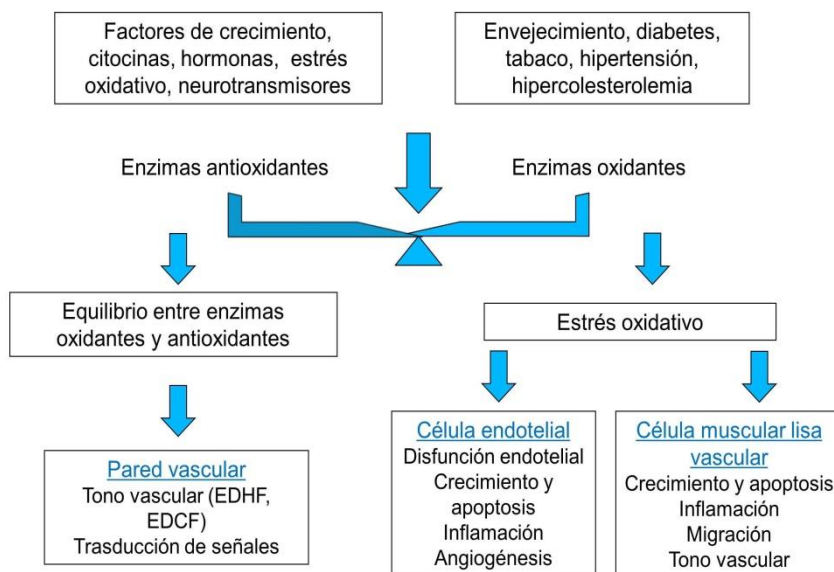 Factores de crecimiento,
citocinas, hormonas, estrés
oxidativo, neurotransmisores
Envejecimiento, diabetes,
tabaco, hipertensión,
hipercolesterolemia
Enzimas antioxidantes
Enzimas oxidantes
Equilibrio entre enzimas
oxidantes y antioxidantes
Estrés oxidativo
Pared vascular
Tono vascular (EDHF,
EDCF)
Trasducción de señales
Célula endotelial
Disfunción endotelial
Crecimiento y
apoptosis
Inflamación
Angiogénesis
Célula muscular lisa
vascular
Crecimiento y apoptosis
Inflamación
Migración
Tono vascular